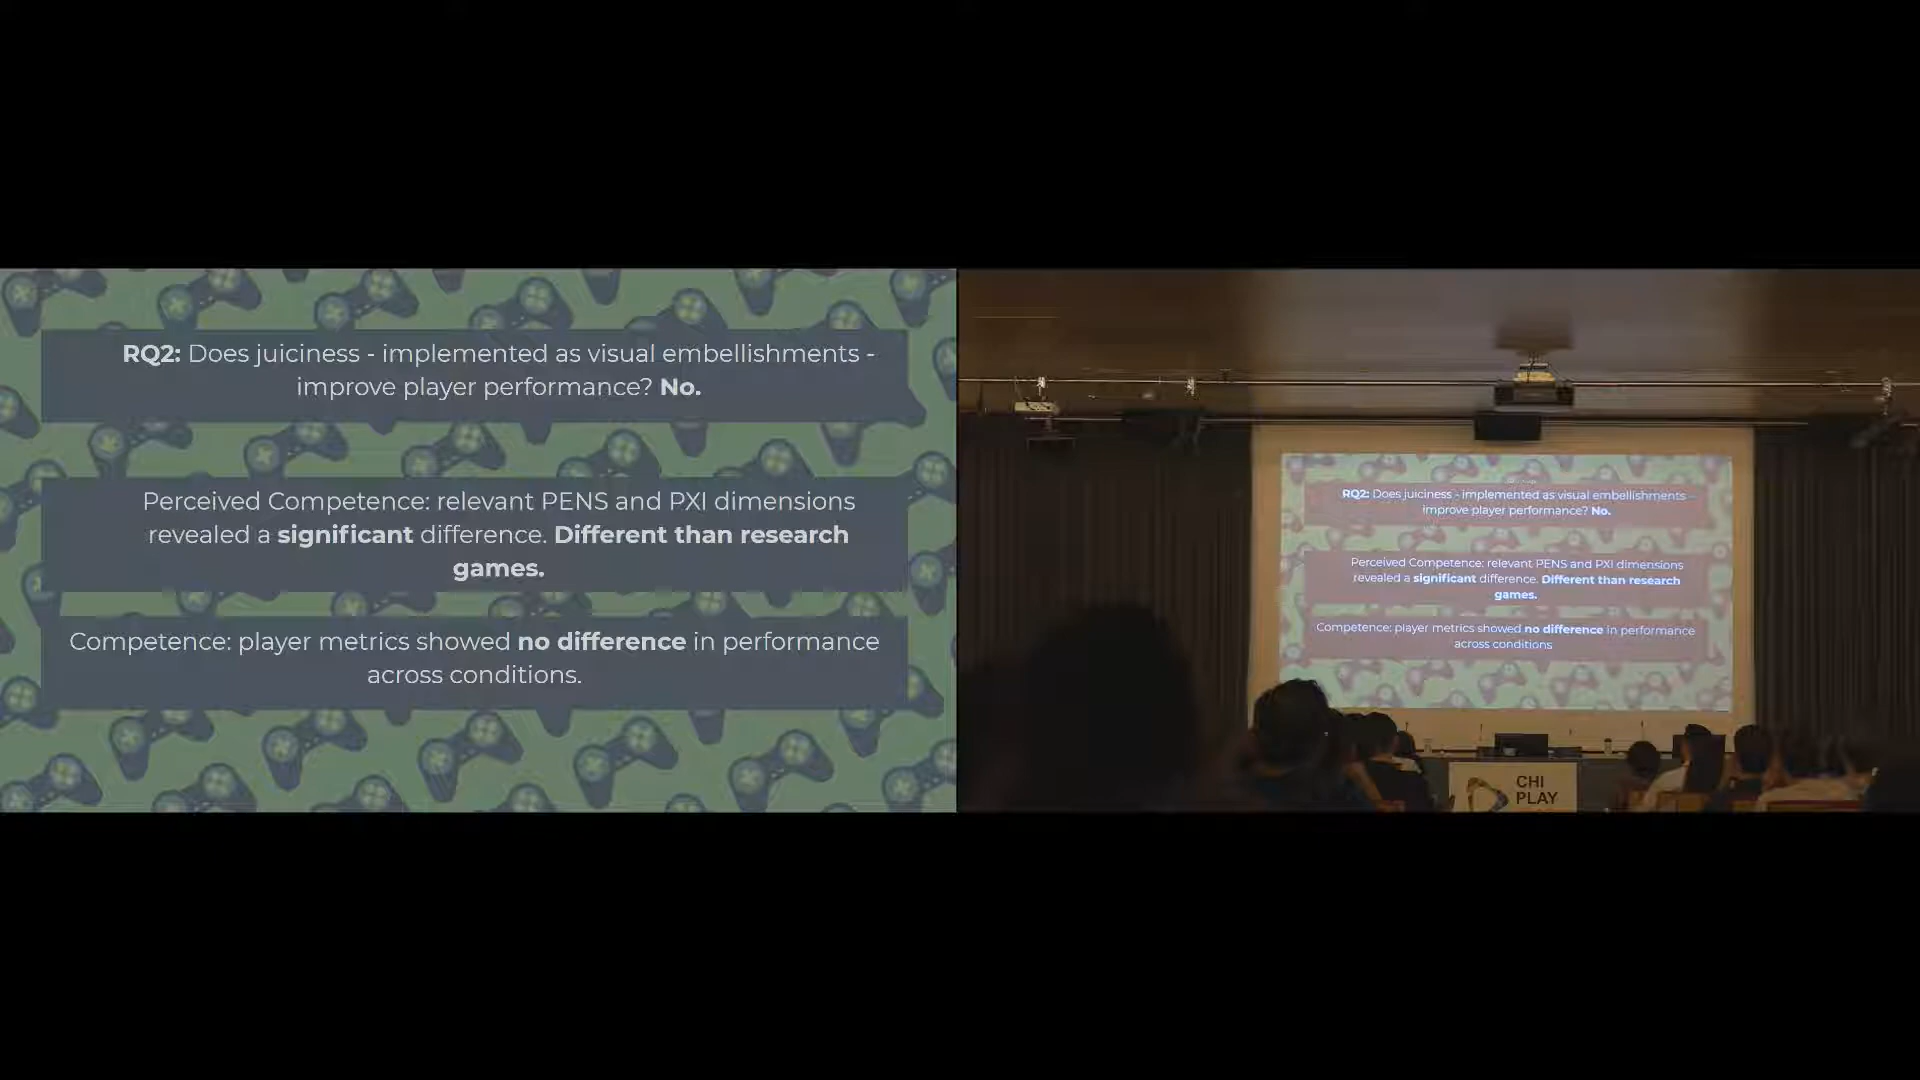 RQ2: Does juiciness - implemented as visual embellishments -
improve player performance? No.
Perceived Competence: relevant PENS and PXI dimensions
revealed a significant difference. Different than research
games.
Competence: player metrics showed no difference in performance
across conditions.
RQ2: Does juiciness - implemented as visual embellishments -
improve player performance? No.
Perceived Competence: relevant PENS and PXI dimensions
revealed a significant difference. Different than research
games.
Competence: player metrics showed no difference in performance
across conditions
CHI
PLAY